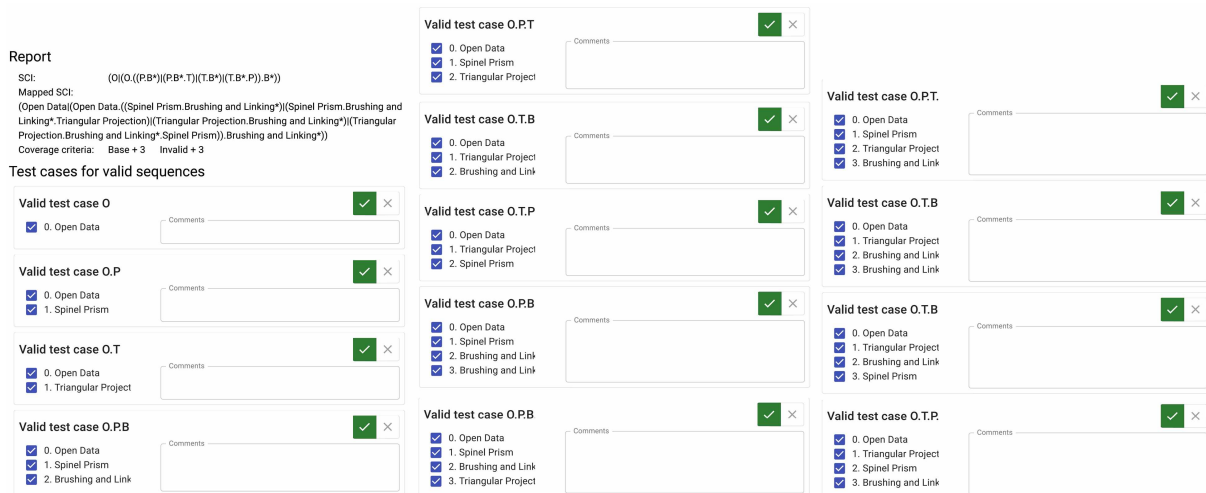 Report
SCI: (O|(O.((P.B*)|(P.B*.T)|(T.B*)|(T.B*.P)).B*))
Mapped SCI:
(Open Data|(Open Data.((Spinel Prism.Brushing and Linking*)|(Spinel Prism.Brushing and
Linking*.Triangular Projection)|(Triangular Projection.Brushing and Linking*)|(Triangular
Projection.Brushing and Linking*.Spinel Prism)).Brushing and Linking*))
Coverage criteria: Base + 3 Invalid + 3
Test cases for valid sequences
Valid test case O
Comments
0. Open Data
Valid test case O.P
Comments
0. Open Data
1. Spinel Prism
Valid test case O.T
Comments
0. Open Data
1. Triangular Project
Valid test case O.P.B
Comments
0. Open Data
1. Spinel Prism
2. Brushing and Link
Valid test case O.P.T
Comments
0. Open Data
1. Spinel Prism
2. Triangular Project
Valid test case O.T.B
Comments
0. Open Data
1. Triangular Project
2. Brushing and Link
Valid test case O.T.P
Comments
0. Open Data
1. Triangular Project
2. Spinel Prism
Valid test case O.P.B
Comments
0. Open Data
1. Spinel Prism
2. Brushing and Link
3. Brushing and Link
Valid test case O.P.B
Comments
0. Open Data
1. Spinel Prism
2. Brushing and Link
3. Triangular Project
Valid test case O.P.T.
Comments
0. Open Data
1. Spinel Prism
2. Triangular Project
3. Brushing and Link
Valid test case O.T.B
Comments
0. Open Data
1. Triangular Project
2. Brushing and Link
3. Brushing and Link
Valid test case O.T.B
Comments
0. Open Data
1. Triangular Project
2. Brushing and Link
3. Spinel Prism
Valid test case O.T.P.
Comments
0. Open Data
1. Triangular Project
2. Spinel Prism
3. Brushing and Link